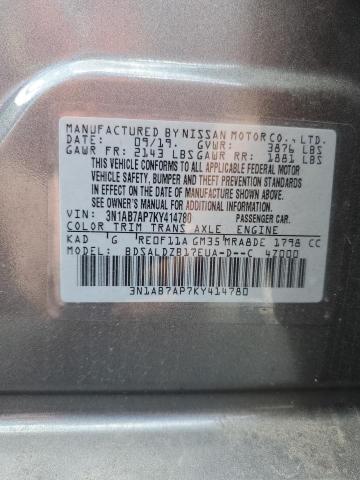 MANUFACTURED BY NISSAN MOTOR CO., LTD.
DATE: 09/19. GVWR: 3876 LBS
GAWR FR: 2143 LBS GAWR RR: 1881 LBS
THIS VEHICLE CONFORMS TO ALL APPLICABLE FEDERAL MOTOR
VEHICLE SAFETY, BUMPER, AND THEFT PREVENTION STANDARDS
IN EFFECT ON THE DATE OF MANUFACTURE SHOWN ABOVE.
SEE OWNER'S MANUAL FOR ADDITIONAL WEIGHT INFORMATION.
VIN: 3N1AB7AP7KY414780 PASSENGER CAR.
COLOR TRIM TRANS AXLE ENGINE
KAD G RE0F11A GM35 MRA8DE 1798 CC
MODEL: BDSALDZB17EUA-D--C 47000
3N1AB7AP7KY414780